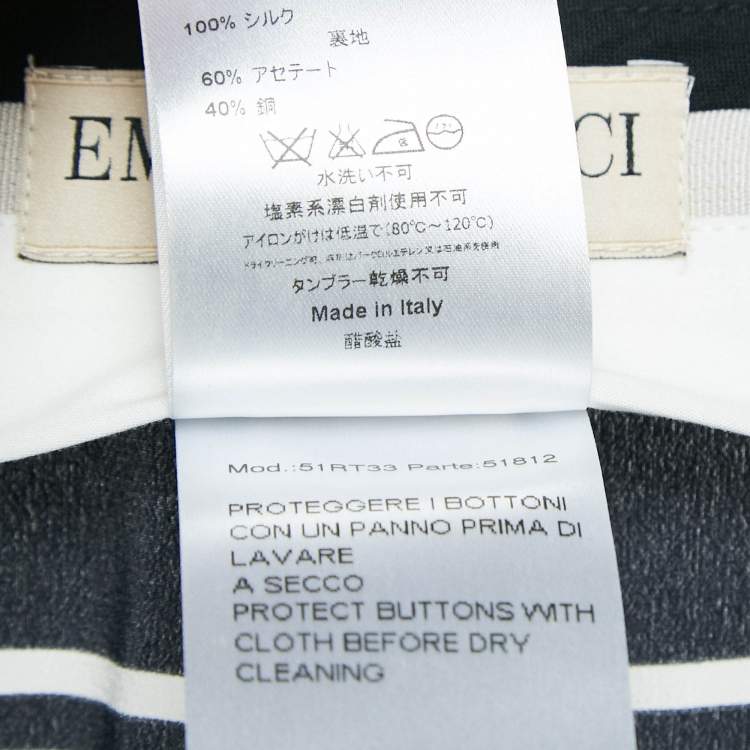 100% シルク
裏地
60% アセテート
40% 銅
EM
CI
水洗い不可
塩素系漂白剤使用不可
アイロンがけは低温で(80℃～120℃)
タンブラー乾燥不可
Made in Italy
醋酸盐
Mod.:51RT33 Parte:51812
PROTEGGERE I BOTTONI
CON UN PANNO PRIMA DI
LAVARE
A SECCO
PROTECT BUTTONS WITH
CLOTH BEFORE DRY
CLEANING